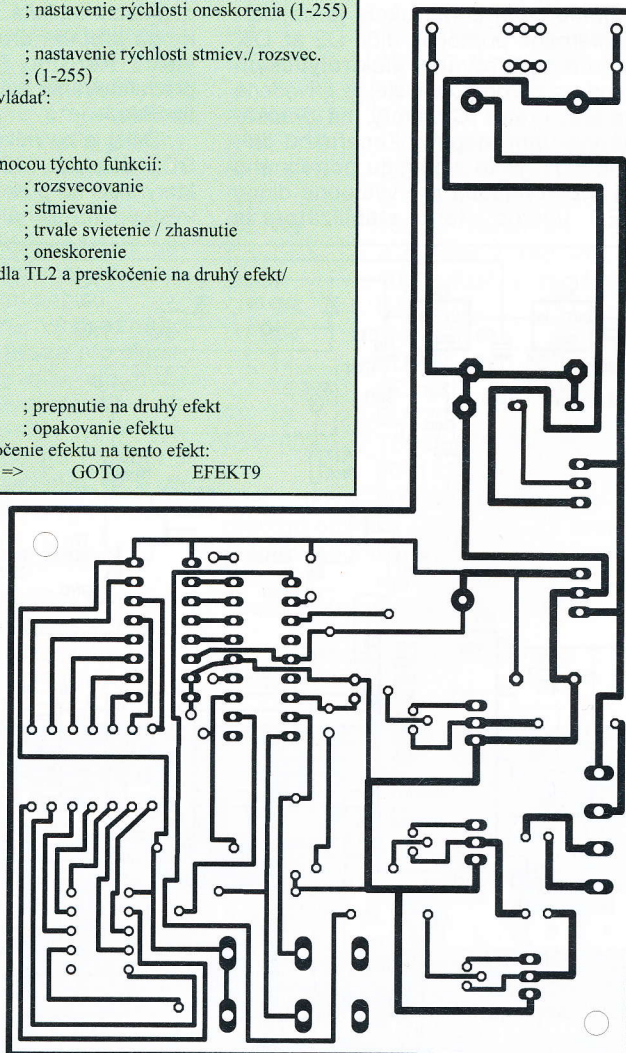 ; nastavenie rýchlosti oneskorenia (1-255)
; nastavenie rýchlosti stmiev./ rozsvec.
; (1-255)
vládať:
mocou týchto funkcií:
; rozsvecovanie
; stmievanie
; trvale svietenie / zhasnutie
; oneskorenie
dla TL2 a preskočenie na druhý efekt/
; prepnutie na druhý efekt
; opakovanie efektu
očenie efektu na tento efekt:
=> GOTO EFEKT9